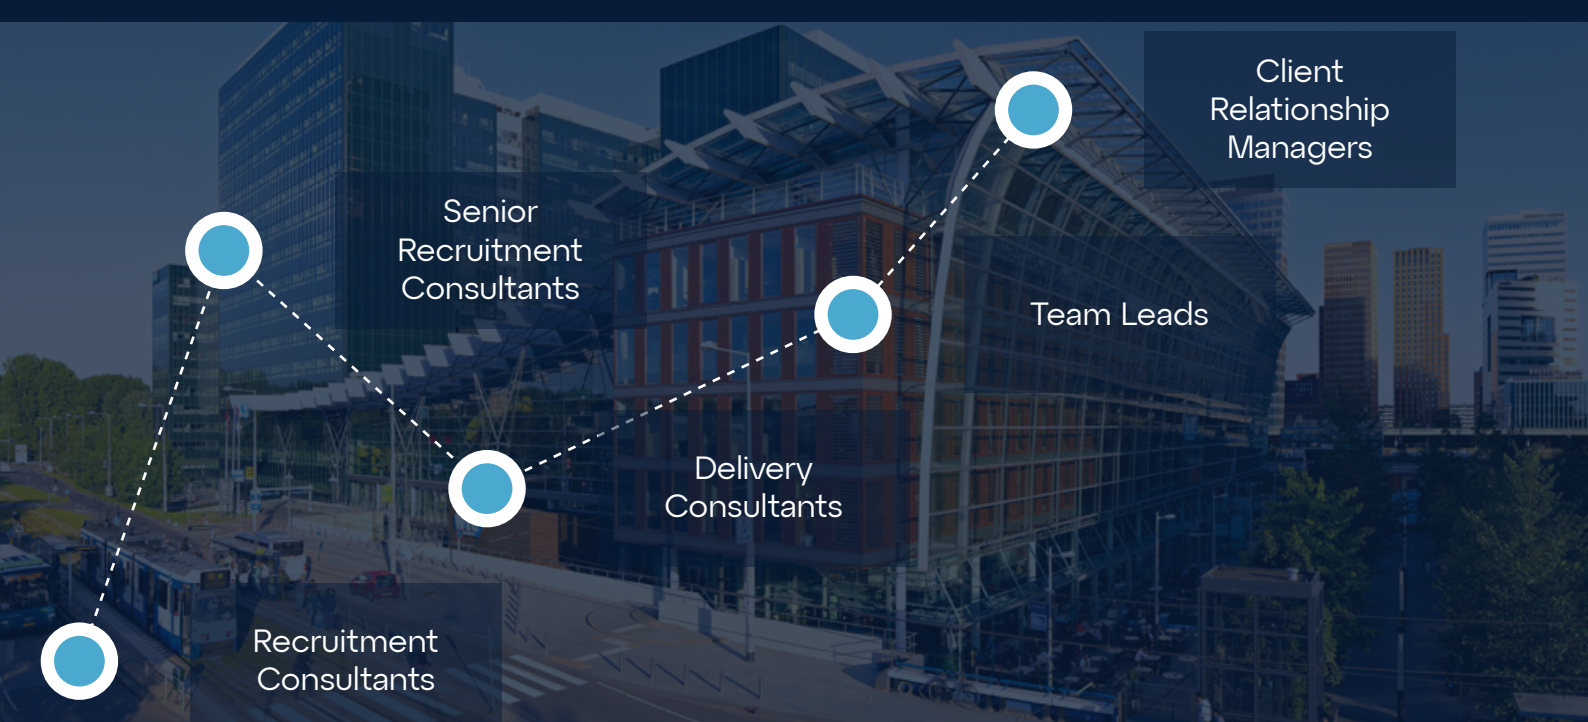 Client
Relationship
Managers
Senior
Recruitment
Consultants
Team Leads
Delivery
Consultants
Recruitment
Consultants